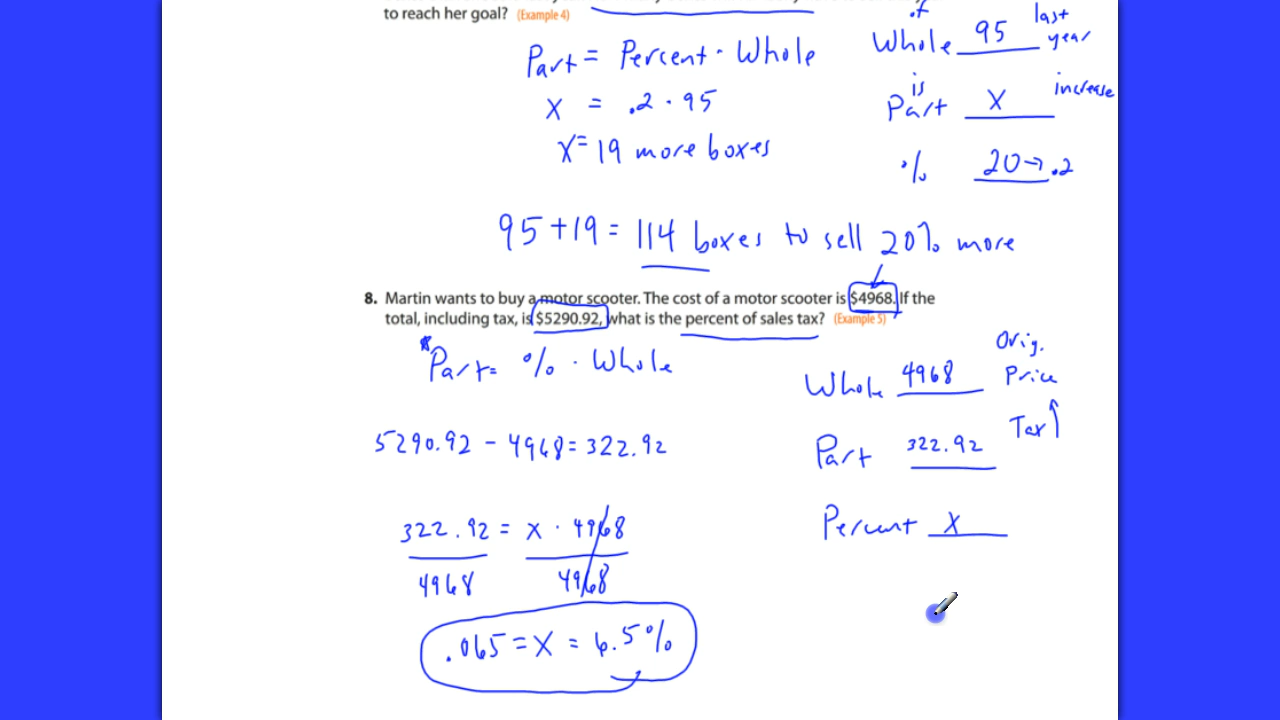 to reach her goal? (Example 4)
of
Whole 95 last year
Part = Percent · Whole
is
Part x increase
x = .2 · 95
x = 19 more boxes
% 20→.2
95 + 19 = 114 boxes to sell 20% more
8. Martin wants to buy a motor scooter. The cost of a motor scooter is $4968. If the
total, including tax, is $5290.92, what is the percent of sales tax? (Example 5)
Part = % · Whole
Whole 4968 Orig. Price
Tax↑
5290.92 - 4968 = 322.92
Part 322.92
322.92 = x · 4968
4968 4968
Percent x
.065 = x = 6.5%